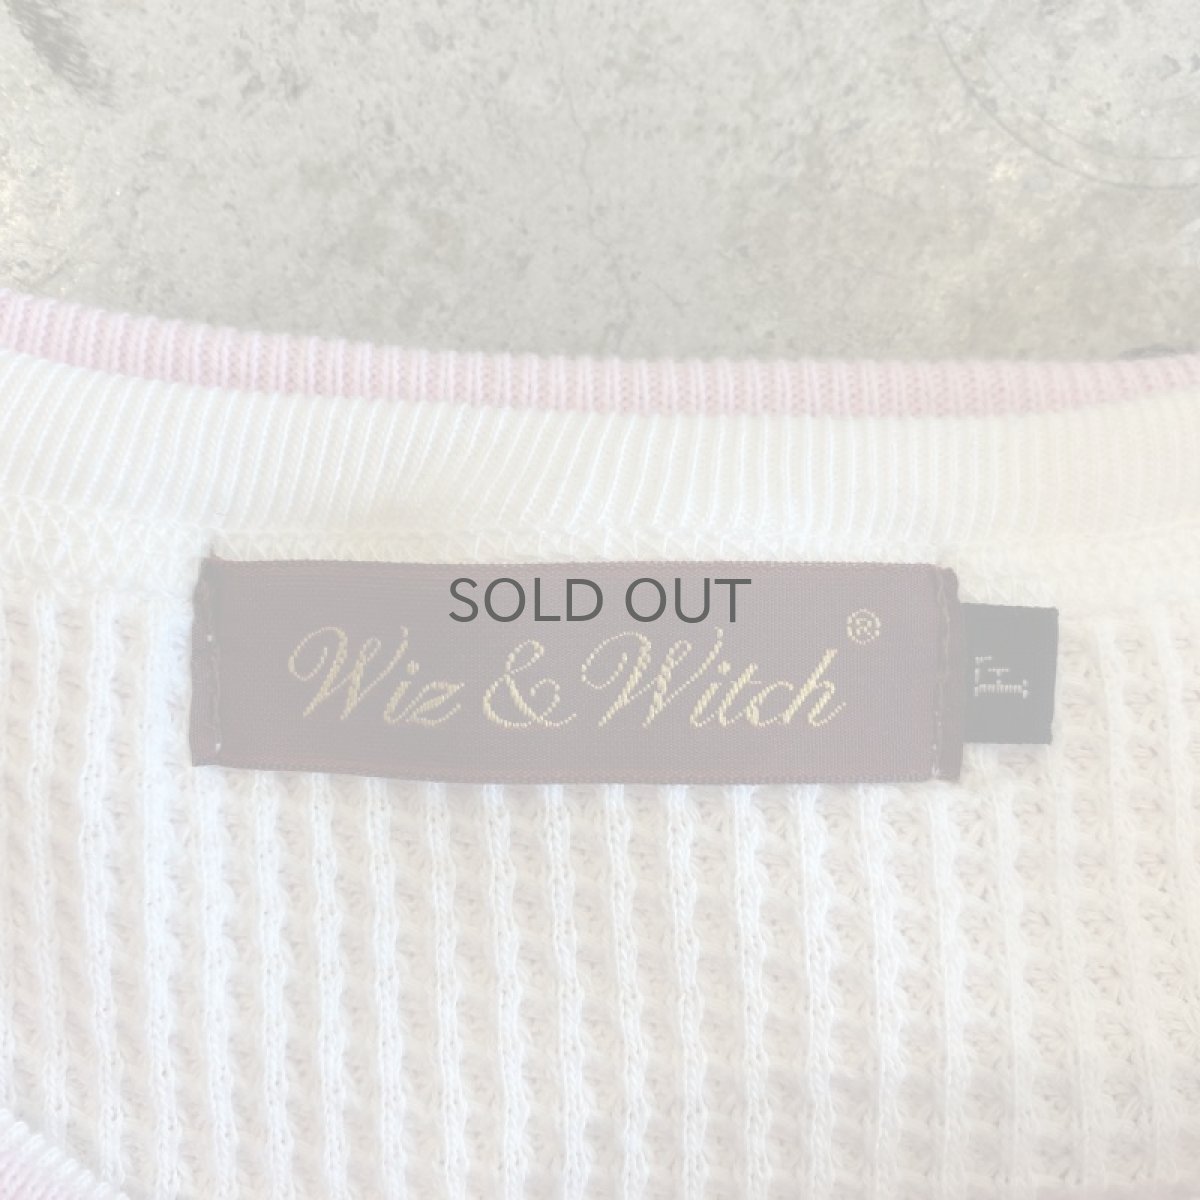 SOLD OUT
Wiz & Witch ®
F